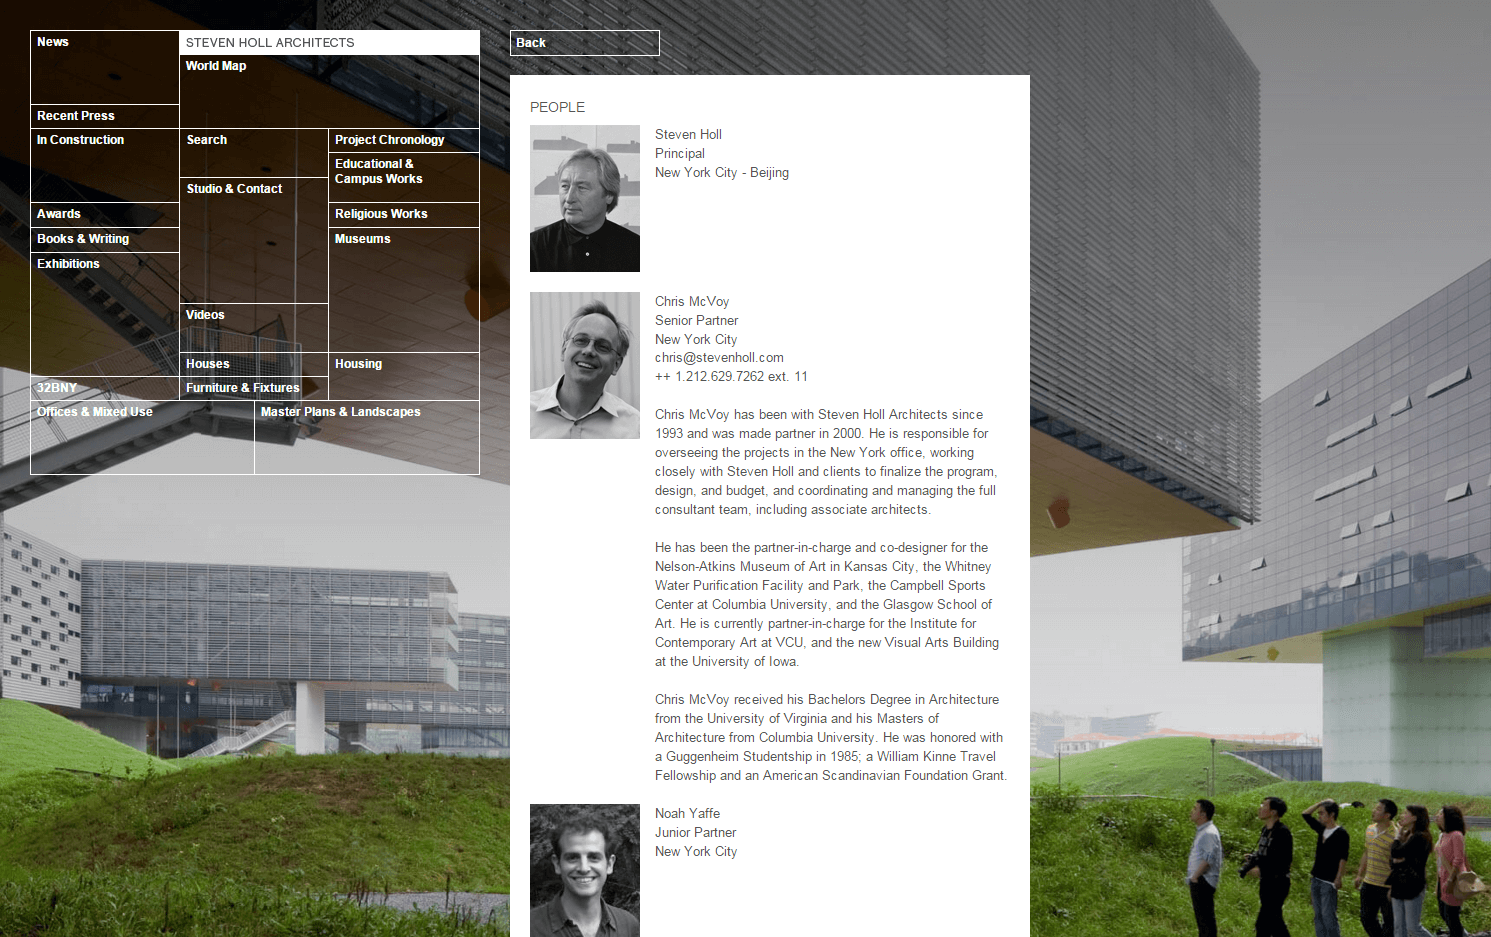 News
STEVEN HOLL ARCHITECTS
World Map
Recent Press
In Construction
Search
Project Chronology
Educational &
Campus Works
Studio & Contact
Awards
Religious Works
Books & Writing
Museums
Exhibitions
Videos
Houses
Housing
32BNY
Furniture & Fixtures
Offices & Mixed Use
Master Plans & Landscapes
Back
PEOPLE
Steven Holl
Principal
New York City - Beijing
Chris McVoy
Senior Partner
New York City
chris@stevenholl.com
++ 1.212.629.7262 ext. 11
Chris McVoy has been with Steven Holl Architects since
1993 and was made partner in 2000. He is responsible for
overseeing the projects in the New York office, working
closely with Steven Holl and clients to finalize the program,
design, and budget, and coordinating and managing the full
consultant team, including associate architects.
He has been the partner-in-charge and co-designer for the
Nelson-Atkins Museum of Art in Kansas City, the Whitney
Water Purification Facility and Park, the Campbell Sports
Center at Columbia University, and the Glasgow School of
Art. He is currently partner-in-charge for the Institute for
Contemporary Art at VCU, and the new Visual Arts Building
at the University of Iowa.
Chris McVoy received his Bachelors Degree in Architecture
from the University of Virginia and his Masters of
Architecture from Columbia University. He was honored with
a Guggenheim Studentship in 1985; a William Kinne Travel
Fellowship and an American Scandinavian Foundation Grant.
Noah Yaffe
Junior Partner
New York City